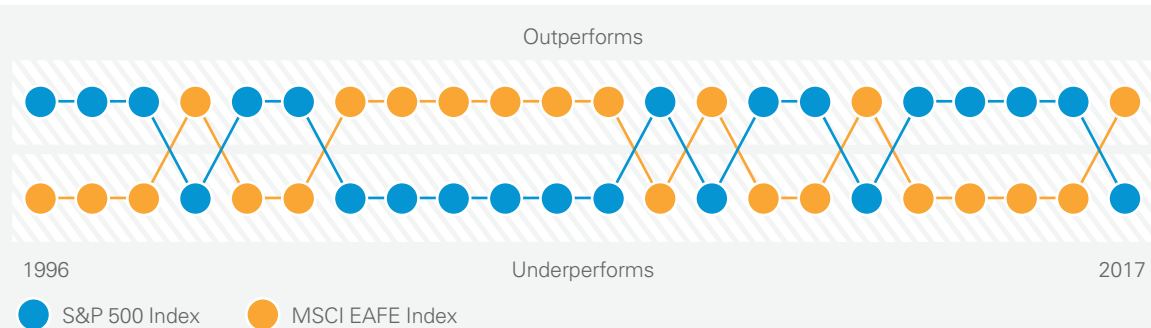 Outperforms
1996 Underperforms 2017
S&P 500 Index MSCI EAFE Index